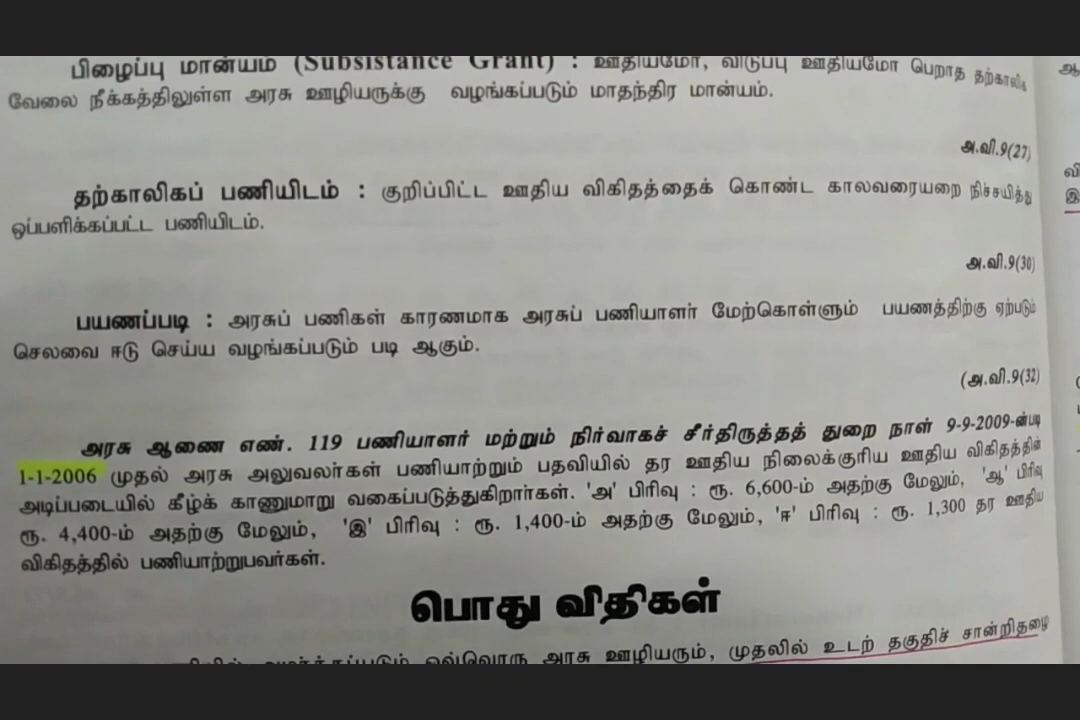 பிழைப்பு மான்யம் (Subsistance Grant) : ஊதியமோ, விடுப்பு ஊதியமோ பெறாத தற்காலிக
வேலை நீக்கத்திலுள்ள அரசு ஊழியருக்கு வழங்கப்படும் மாதந்திர மான்யம்.
அ.வி.9(27)
தற்காலிகப் பணியிடம் : குறிப்பிட்ட ஊதிய விகிதத்தைக் கொண்ட காலவரையறை நிச்சயித்து
ஒப்பளிக்கப்பட்ட பணியிடம்.
அ.வி.9(30)
பயணப்படி : அரசுப் பணிகள் காரணமாக அரசுப் பணியாளர் மேற்கொள்ளும் பயணத்திற்கு ஏற்படும்
செலவை ஈடு செய்ய வழங்கப்படும் படி ஆகும்.
(அ.வி.9(32)
அரசு ஆணை எண். 119 பணியாளர் மற்றும் நிர்வாகச் சீர்திருத்தத் துறை நாள் 9-9-2009-ன்படி
1-1-2006 முதல் அரசு அலுவலர்கள் பணியாற்றும் பதவியில் தர ஊதிய நிலைக்குரிய ஊதிய விகிதத்தின்
அடிப்படையில் கீழ்க் காணுமாறு வகைப்படுத்துகிறார்கள். 'அ' பிரிவு : ரூ. 6,600-ம் அதற்கு மேலும், 'ஆ' பிரிவு
ரூ. 4,400-ம் அதற்கு மேலும், 'இ' பிரிவு : ரூ. 1,400-ம் அதற்கு மேலும், 'ஈ' பிரிவு : ரூ. 1,300 தர ஊதிய
விகிதத்தில் பணியாற்றுபவர்கள்.
பொது விதிகள்
ஒவ்வொரு அரசு ஊழியரும், முதலில் உடற் தகுதிச் சான்றிதழை